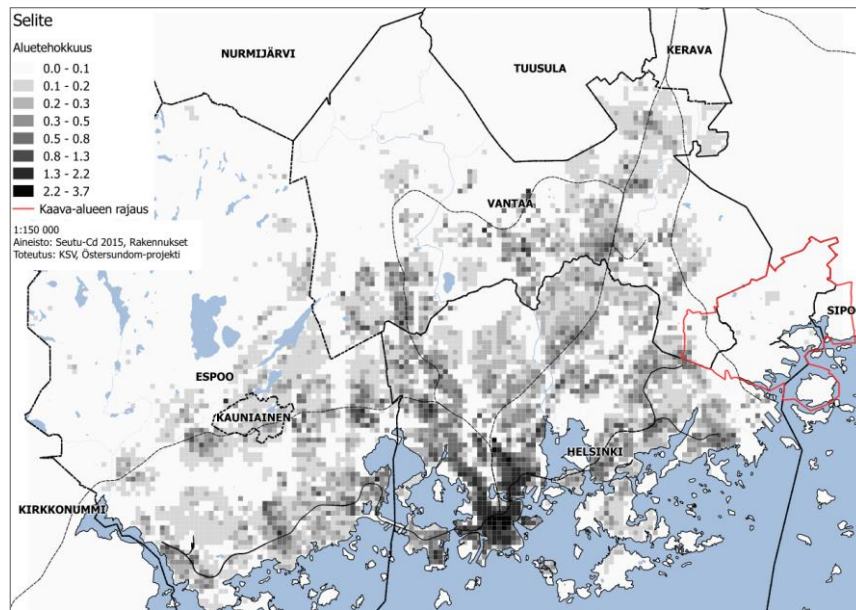 Selite
Aluetehokkuus
0.0 - 0.1
0.1 - 0.2
0.2 - 0.3
0.3 - 0.5
0.5 - 0.8
0.8 - 1.3
1.3 - 2.2
2.2 - 3.7
Kaava-alueen rajaus
1:150 000
Aineisto: Seutu-Cd 2015, Rakennukset
Toteutus: KSV, Östersundom-projekti
NURMIJÄRVI
TUUSULA
KERAVA
VANTAA
SIPO
ESPOO
KAUNIAINEN
HELSINKI
KIRKKONUMMI